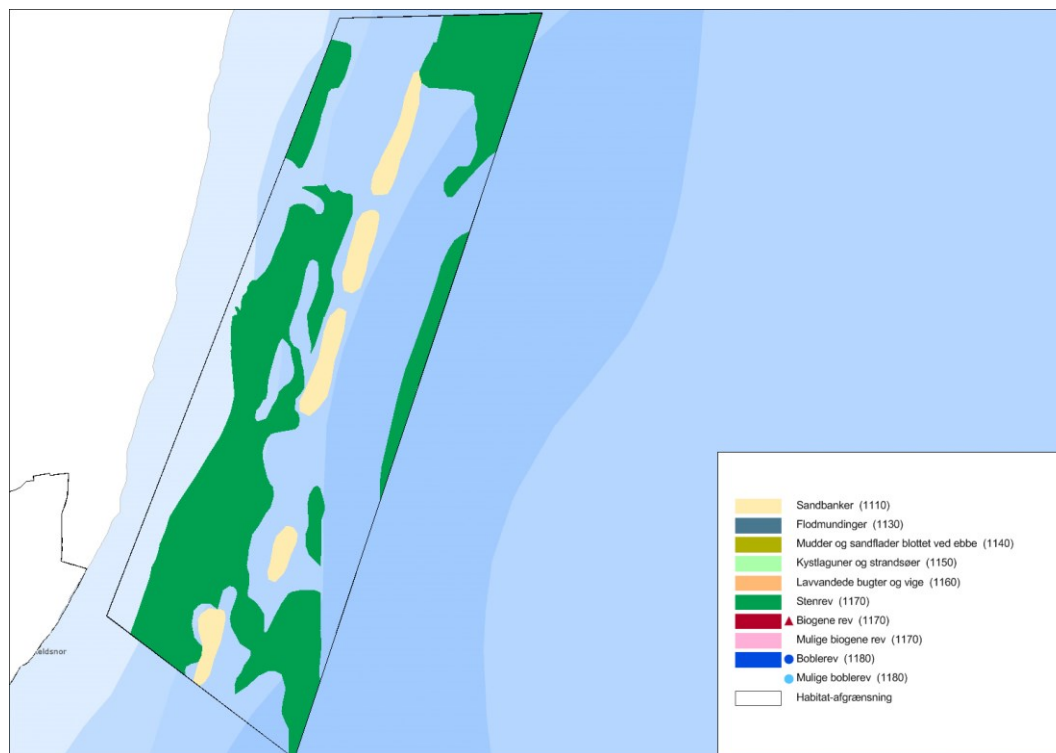 ældsnor
Sandbanker (1110)
Flodmundinger (1130)
Mudder og sandflader blottet ved ebbe (1140)
Kystlaguner og strandsøer (1150)
Lavvandede bugter og vige (1160)
Stenrev (1170)
Biogene rev (1170)
Mulige biogene rev (1170)
Boblerev (1180)
Mulige boblerev (1180)
Habitat-afgrænsning